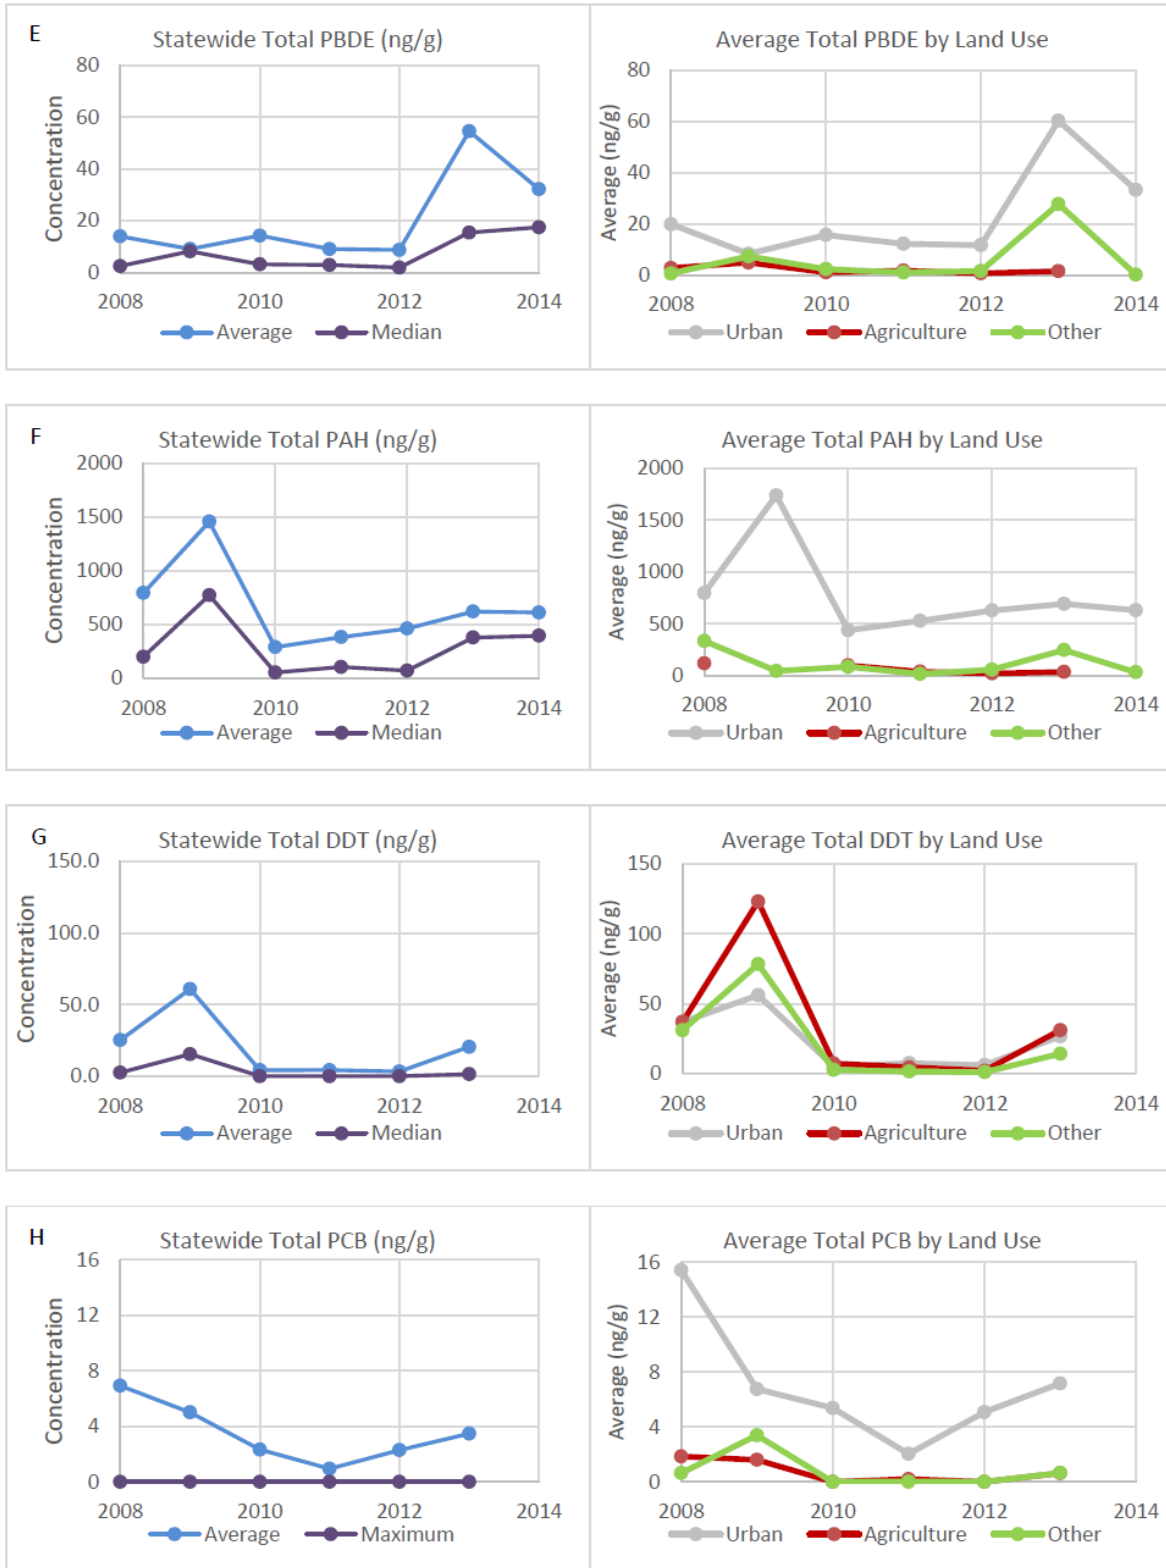 E
Statewide Total PBDE (ng/g)
Concentration
80
60
40
20
0
2008 2010 2012 2014
Average Median
Average Total PBDE by Land Use
Average (ng/g)
80
60
40
20
0
2008 2010 2012 2014
Urban Agriculture Other
F
Statewide Total PAH (ng/g)
Concentration
2000
1500
1000
500
0
2008 2010 2012 2014
Average Median
Average Total PAH by Land Use
Average (ng/g)
2000
1500
1000
500
0
2008 2010 2012 2014
Urban Agriculture Other
G
Statewide Total DDT (ng/g)
Concentration
150.0
100.0
50.0
0.0
2008 2010 2012 2014
Average Median
Average Total DDT by Land Use
Average (ng/g)
150
100
50
0
2008 2010 2012 2014
Urban Agriculture Other
H
Statewide Total PCB (ng/g)
Concentration
16
12
8
4
0
2008 2010 2012 2014
Average Maximum
Average Total PCB by Land Use
Average (ng/g)
16
12
8
4
0
2008 2010 2012 2014
Urban Agriculture Other